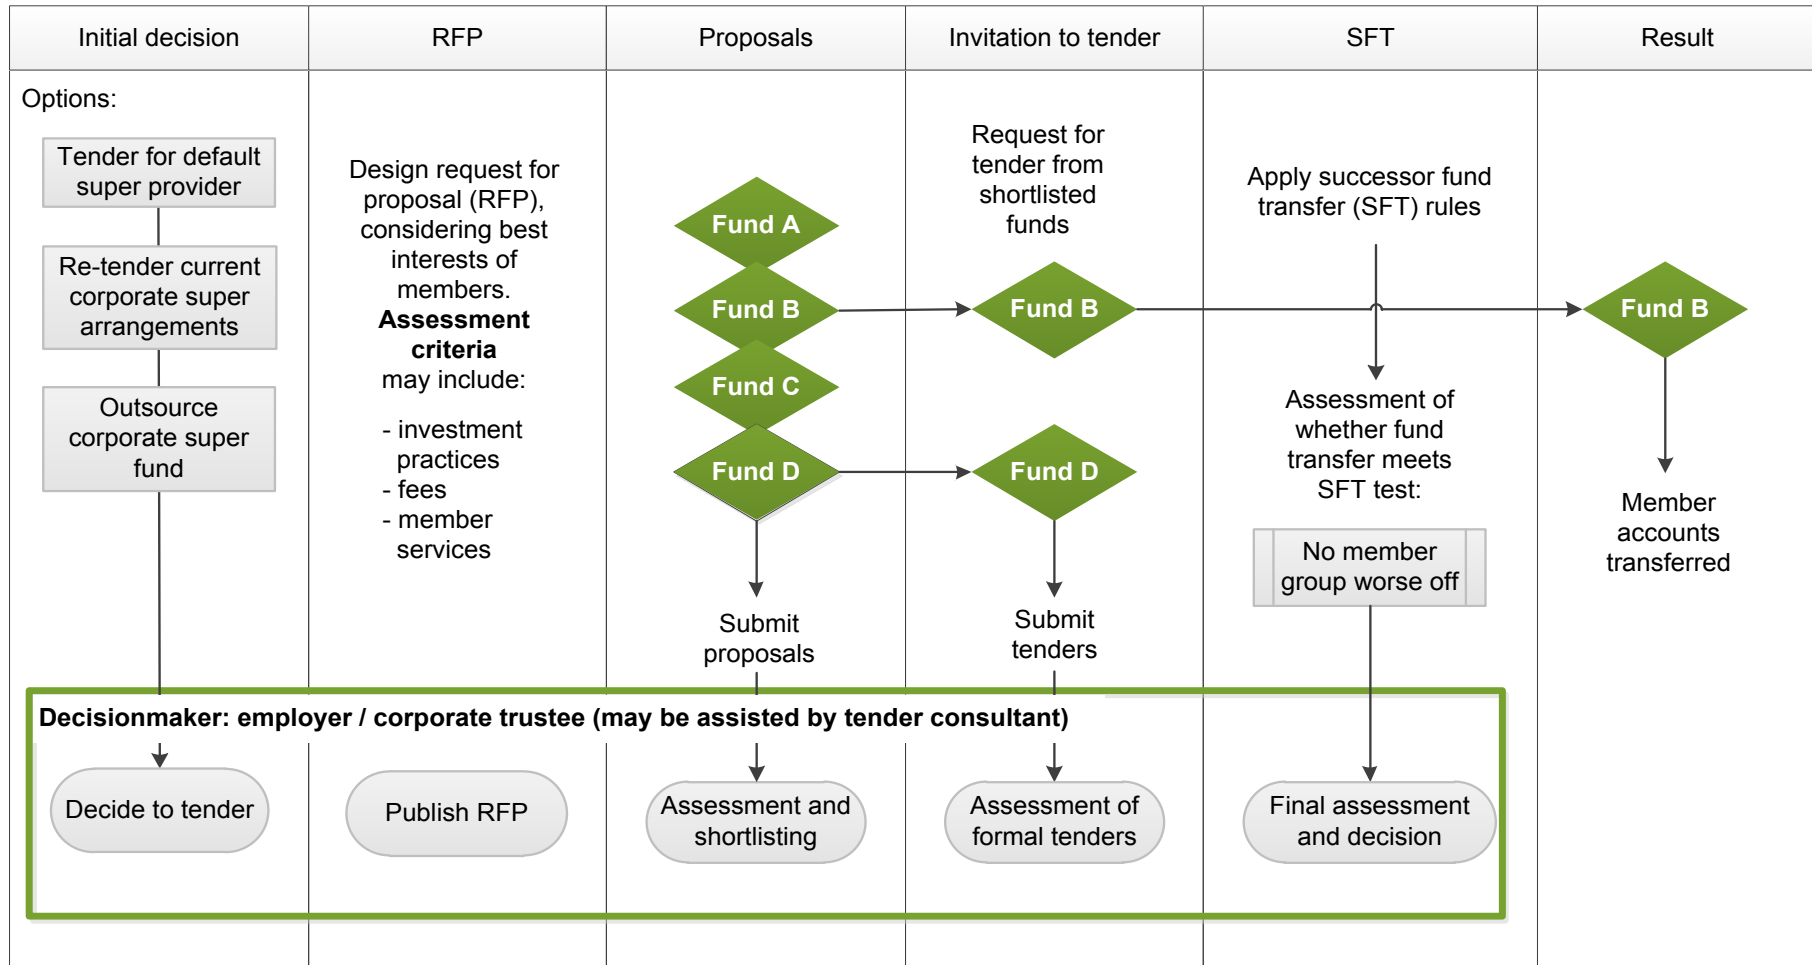 Initial decision
RFP
Proposals
Invitation to tender
SFT
Result
Options:
Tender for default
super provider
Re-tender current
corporate super
arrangements
Outsource
corporate super
fund
Design request for
proposal (RFP),
considering best
interests of
members.
Assessment
criteria
may include:
- investment
practices
- fees
- member
services
Fund A
Fund B
Fund C
Fund D
Submit
proposals
Request for
tender from
shortlisted
funds
Fund B
Fund D
Submit
tenders
Apply successor fund
transfer (SFT) rules
Assessment of
whether fund
transfer meets
SFT test:
No member
group worse off
Fund B
Member
accounts
transferred
Decisionmaker: employer / corporate trustee (may be assisted by tender consultant)
Decide to tender
Publish RFP
Assessment and
shortlisting
Assessment of
formal tenders
Final assessment
and decision